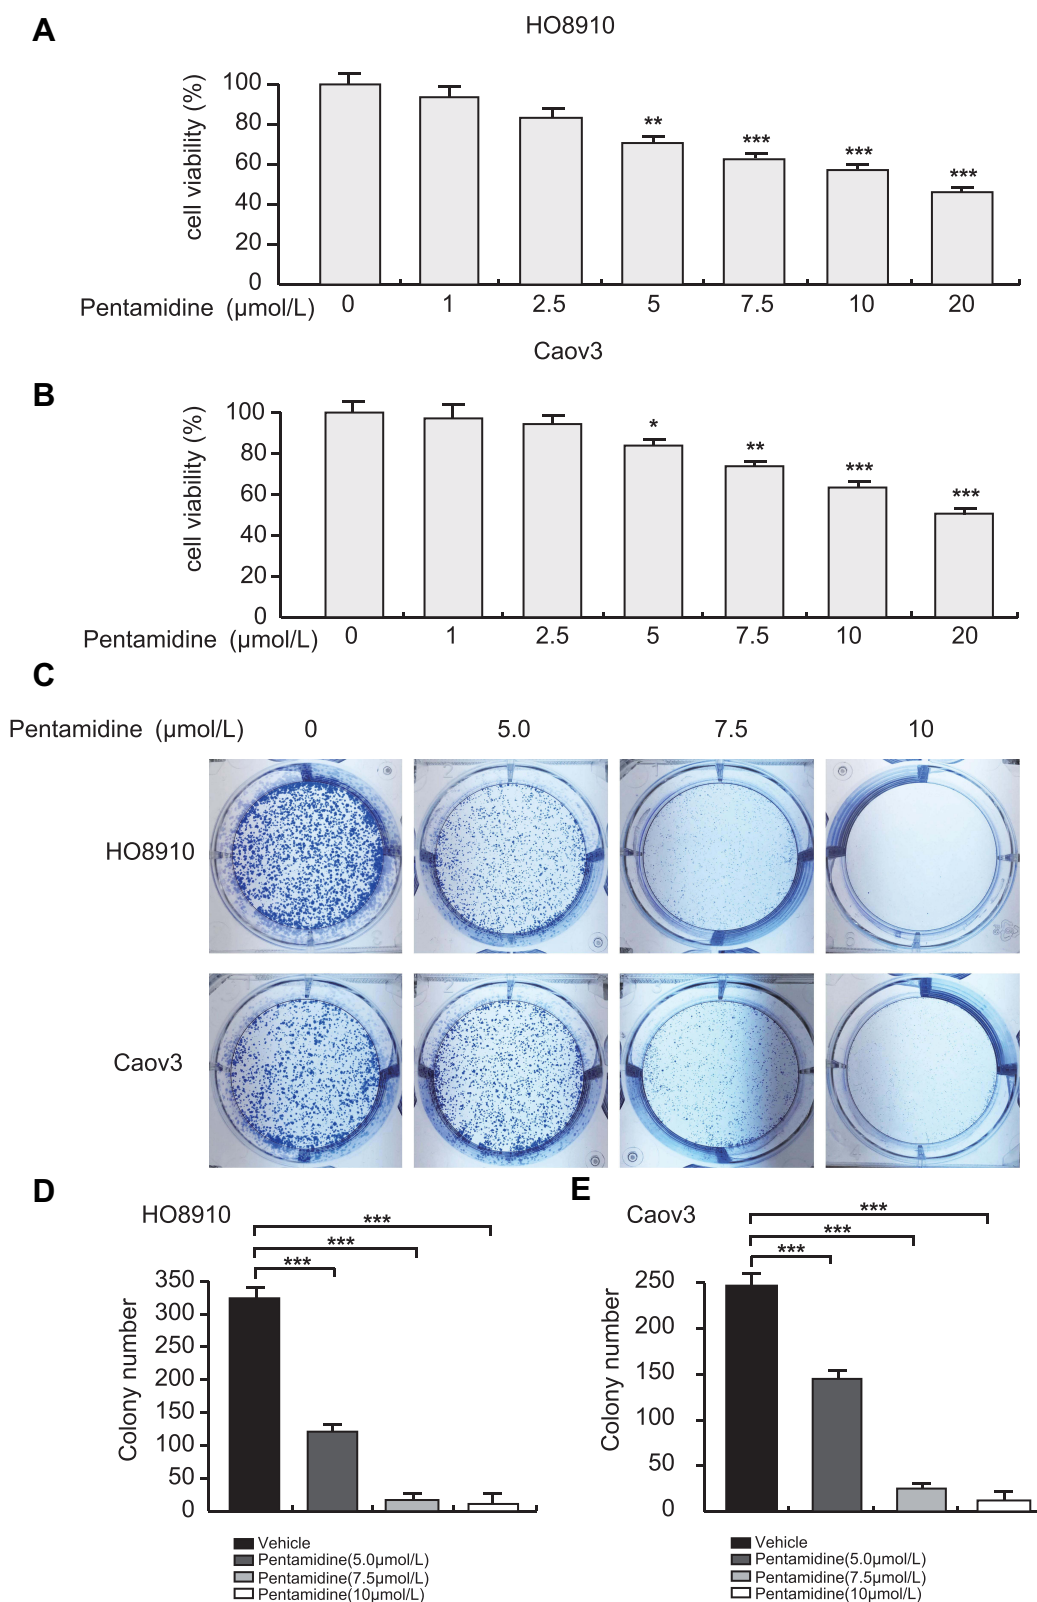 A
HO8910
cell viability (%)
100
80
60
40
20
0
**
***
***
***
Pentamidine (μmol/L) 0 1 2.5 5 7.5 10 20
Caov3
B
cell viability (%)
100
80
60
40
20
0
*
**
***
***
Pentamidine (μmol/L) 0 1 2.5 5 7.5 10 20
C
Pentamidine (μmol/L) 0 5.0 7.5 10
HO8910
Caov3
D
HO8910
***
***
***
Colony number
350
300
250
200
150
100
50
0
Vehicle
Pentamidine(5.0μmol/L)
Pentamidine(7.5μmol/L)
Pentamidine(10μmol/L)
E
Caov3
***
***
***
Colony number
250
200
150
100
50
0
Vehicle
Pentamidine(5.0μmol/L)
Pentamidine(7.5μmol/L)
Pentamidine(10μmol/L)